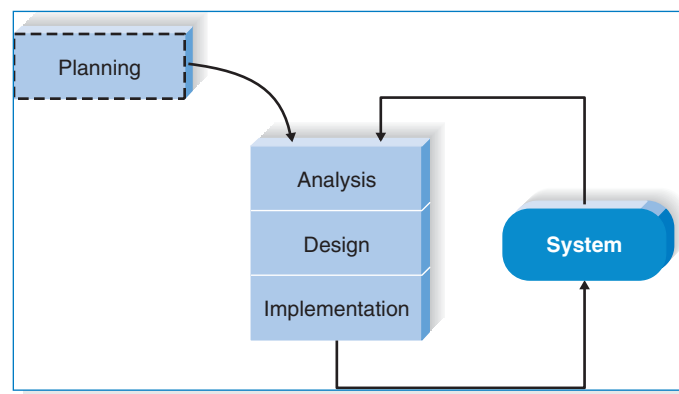 Planning
Analysis
Design
System
Implementation